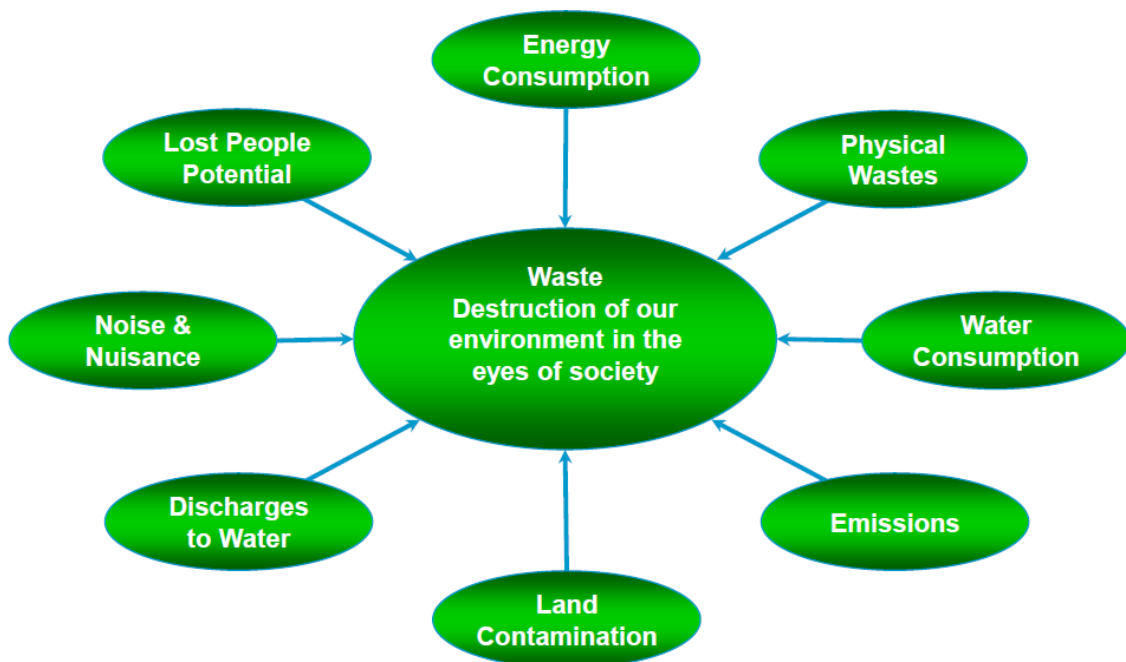 Energy
Consumption
Lost People
Potential
Physical
Wastes
Waste
Destruction of our
environment in the
eyes of society
Noise &
Nuisance
Water
Consumption
Discharges
to Water
Emissions
Land
Contamination